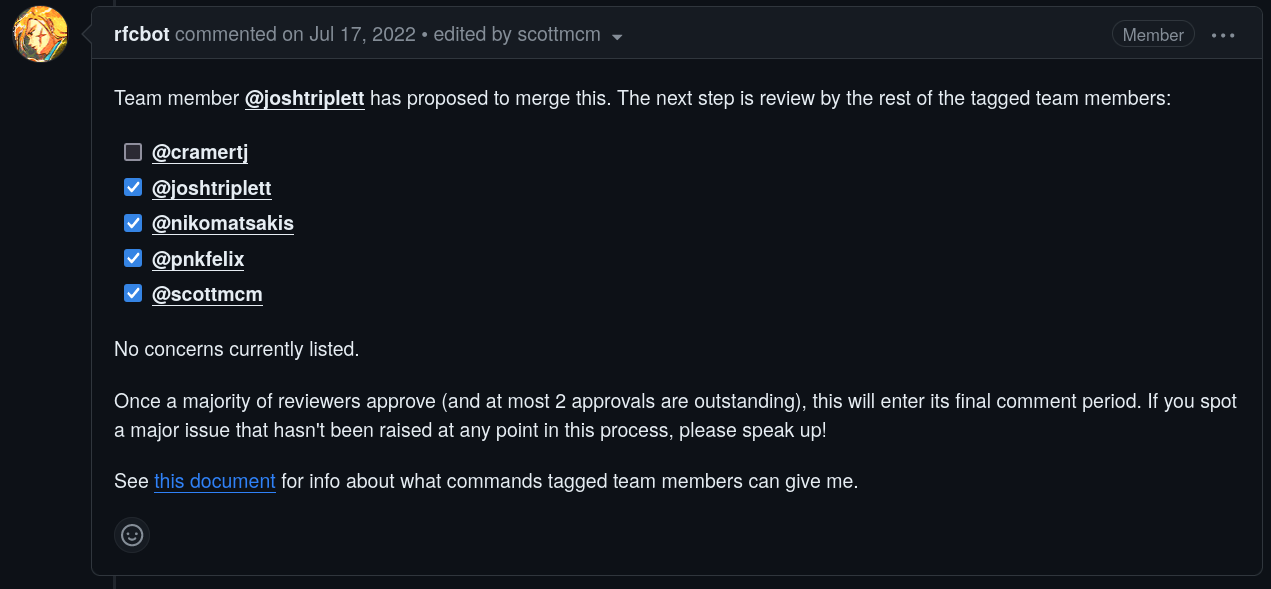 rfcbot commented on Jul 17, 2022 • edited by scottmcm
Member
Team member @joshtriplett has proposed to merge this. The next step is review by the rest of the tagged team members:
@cramertj
@joshtriplett
@nikomatsakis
@pnkfelix
@scottmcm
No concerns currently listed.
Once a majority of reviewers approve (and at most 2 approvals are outstanding), this will enter its final comment period. If you spot
a major issue that hasn't been raised at any point in this process, please speak up!
See this document for info about what commands tagged team members can give me.